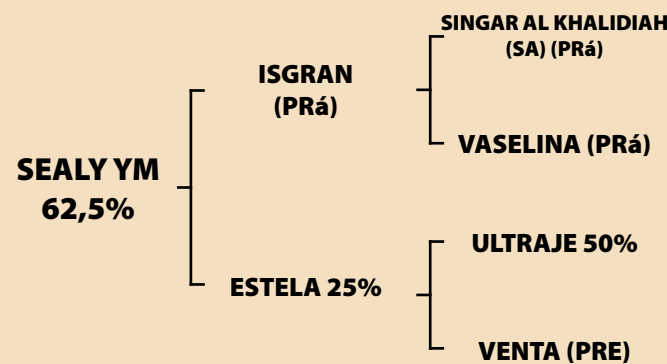 SINGAR AL KHALIDIAH
(SA) (PRá)
ISGRAN
(PRá)
VASELINA (PRá)
SEALY YM
62,5%
ULTRAJE 50%
ESTELA 25%
VENTA (PRE)